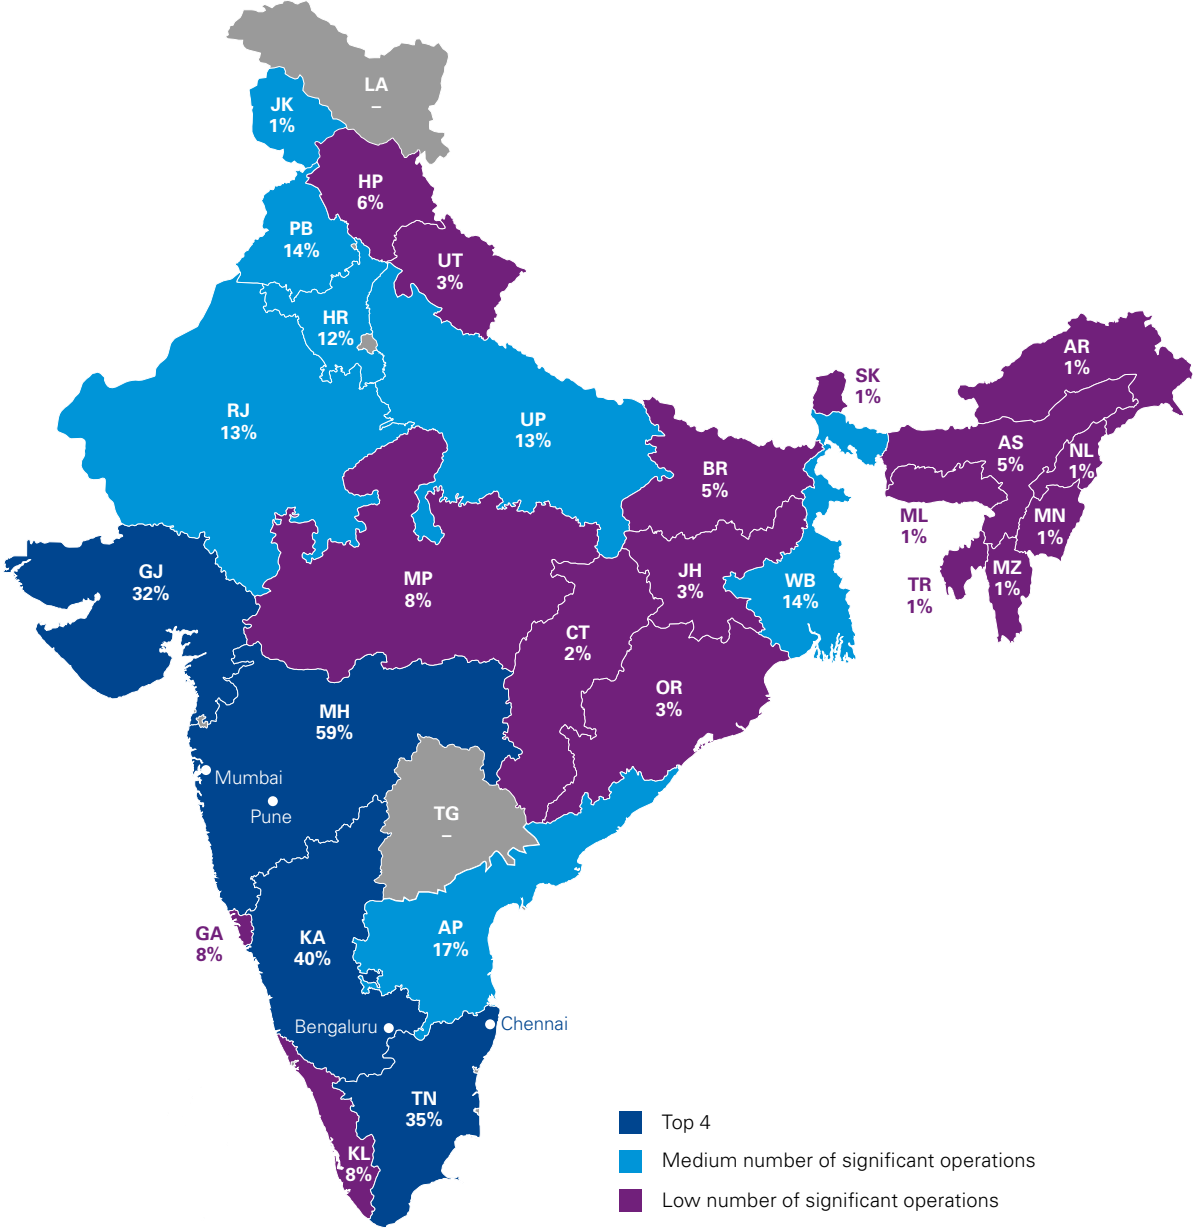 LA
–
JK
1%
HP
6%
PB
14%
UT
3%
HR
12%
AR
1%
SK
1%
RJ
13%
UP
13%
AS
5%
NL
1%
BR
5%
ML
1%
MN
1%
GJ
32%
MP
8%
JH
3%
WB
14%
TR
1%
MZ
1%
CT
2%
OR
3%
MH
59%
Mumbai
Pune
TG
–
GA
8%
KA
40%
AP
17%
Bengaluru
Chennai
TN
35%
KL
8%
Top 4
Medium number of significant operations
Low number of significant operations